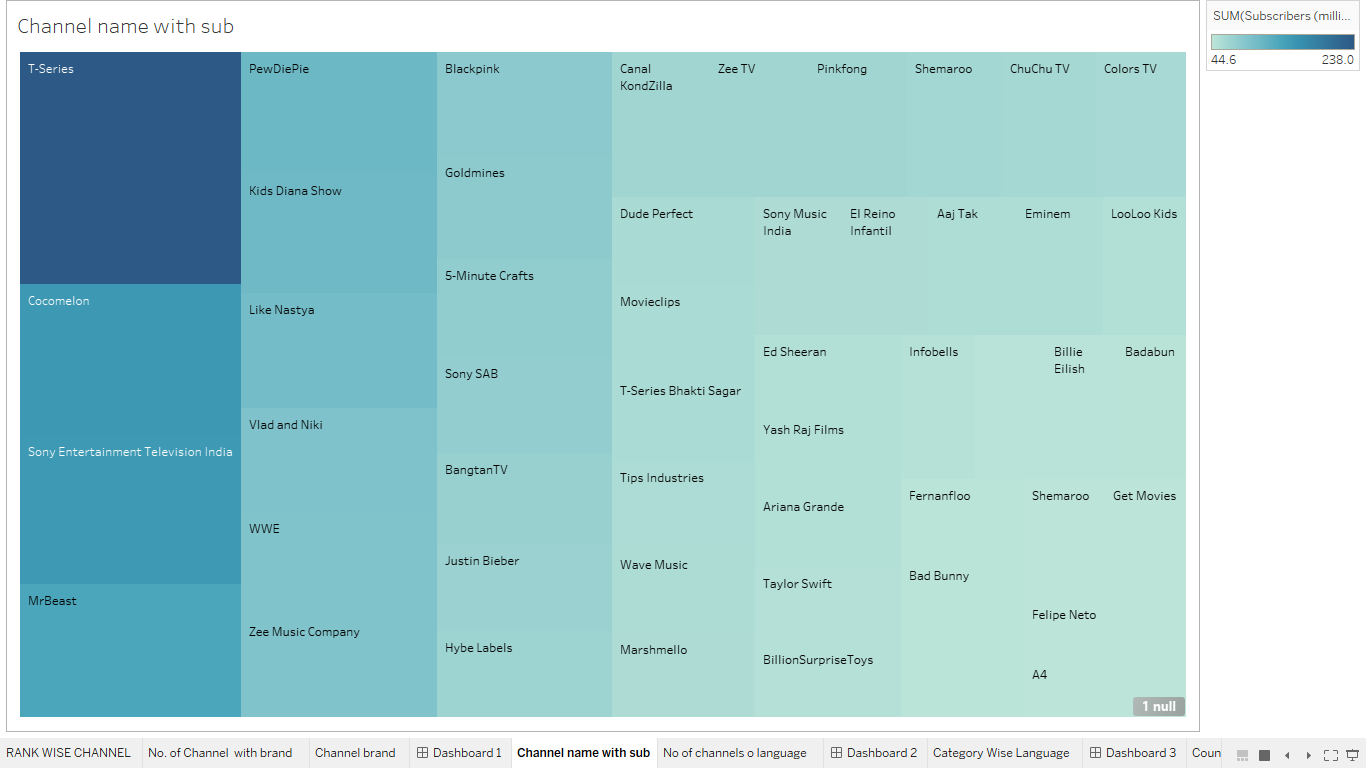 Channel name with sub
SUM(Subscribers (milli...
44.6 238.0
T-Series
Cocomelon
Sony Entertainment Television India
MrBeast
PewDiePie
Kids Diana Show
Like Nastya
Vlad and Niki
WWE
Zee Music Company
Blackpink
Goldmines
5-Minute Crafts
Sony SAB
BangtanTV
Justin Bieber
Hybe Labels
Canal
KondZilla
Zee TV
Pinkfong
Shemaroo
ChuChu TV
Colors TV
Dude Perfect
Movieclips
T-Series Bhakti Sagar
Tips Industries
Wave Music
Marshmello
Sony Music
India
El Reino
Infantil
Aaj Tak
Eminem
LooLoo Kids
Ed Sheeran
Yash Raj Films
Ariana Grande
Taylor Swift
BillionSurpriseToys
Infobells
Billie
Eilish
Badabun
Fernanfloo
Bad Bunny
Shemaroo
Get Movies
Felipe Neto
A4
1 null
RANK WISE CHANNEL
No. of Channel with brand
Channel brand
Dashboard 1
Channel name with sub
No of channels o language
Dashboard 2
Category Wise Language
Dashboard 3
Coun